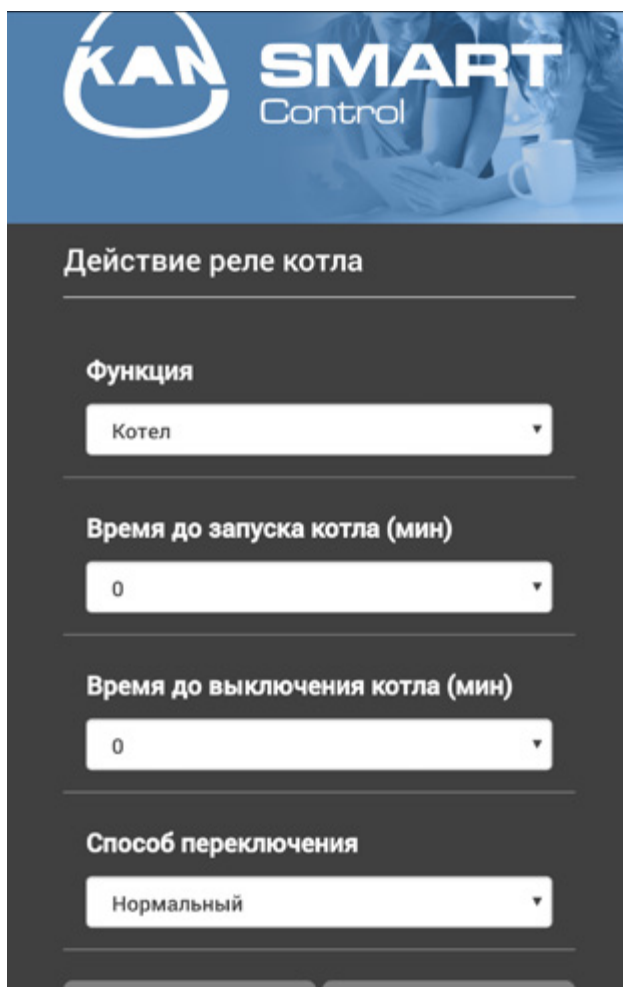 KAN SMART
Control
Действие реле котла
Функция
Котел
Время до запуска котла (мин)
0
Время до выключения котла (мин)
0
Способ переключения
Нормальный